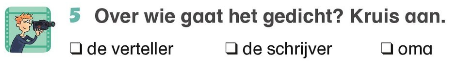 5 Over wie gaat het gedicht? Kruis aan.
❑ de verteller ❑ de schrijver ❑ oma